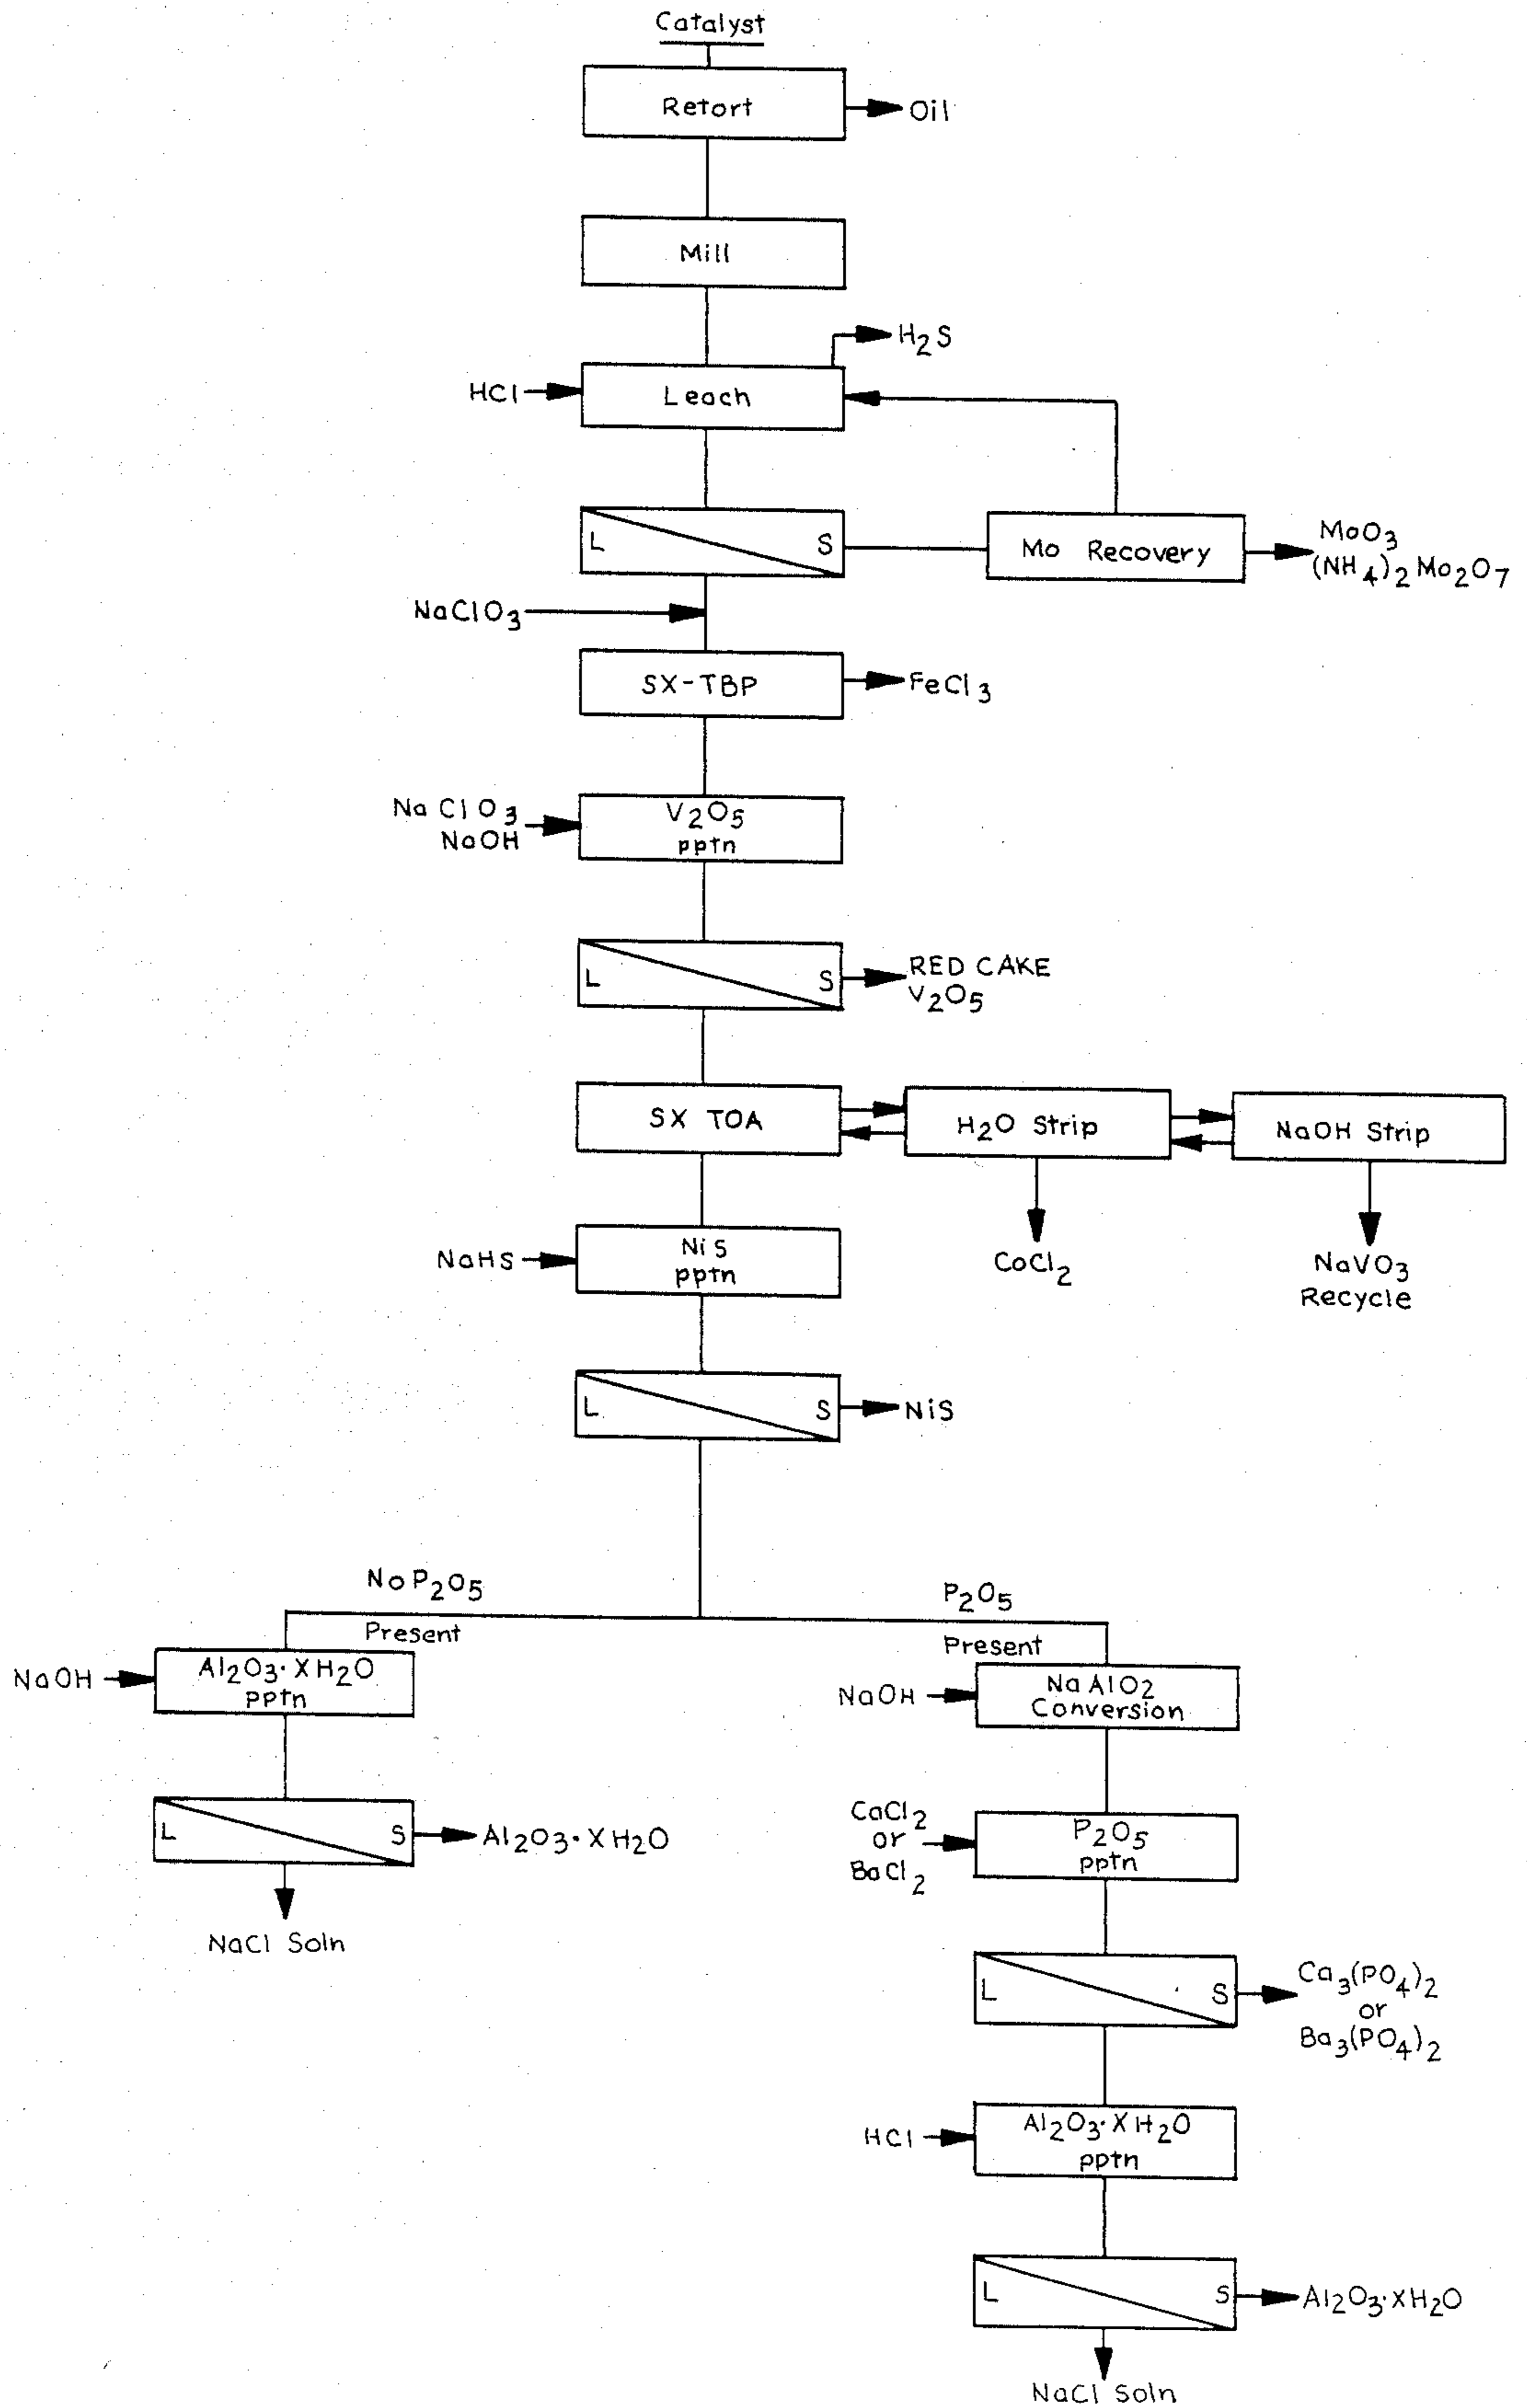 Catalyst
Retort
Oil
Mill
H2S
HCl
Leach
L
S
Mo Recovery
MoO3
(NH4)2Mo2O7
NaClO3
SX-TBP
FeCl3
NaClO3
NaOH
V2O5
pptn
L
S
RED CAKE
V2O5
SX TOA
H2O Strip
NaOH Strip
NaHS
NiS
pptn
CoCl2
NaVO3
Recycle
L
S
NiS
No P2O5
Present
P2O5
Present
NaOH
Al2O3·XH2O
pptn
NaOH
NaAlO2
Conversion
L
S
Al2O3·XH2O
CaCl2
or
BaCl2
P2O5
pptn
NaCl Soln
L
S
Ca3(PO4)2
or
Ba3(PO4)2
HCl
Al2O3·XH2O
pptn
L
S
Al2O3·XH2O
NaCl Soln